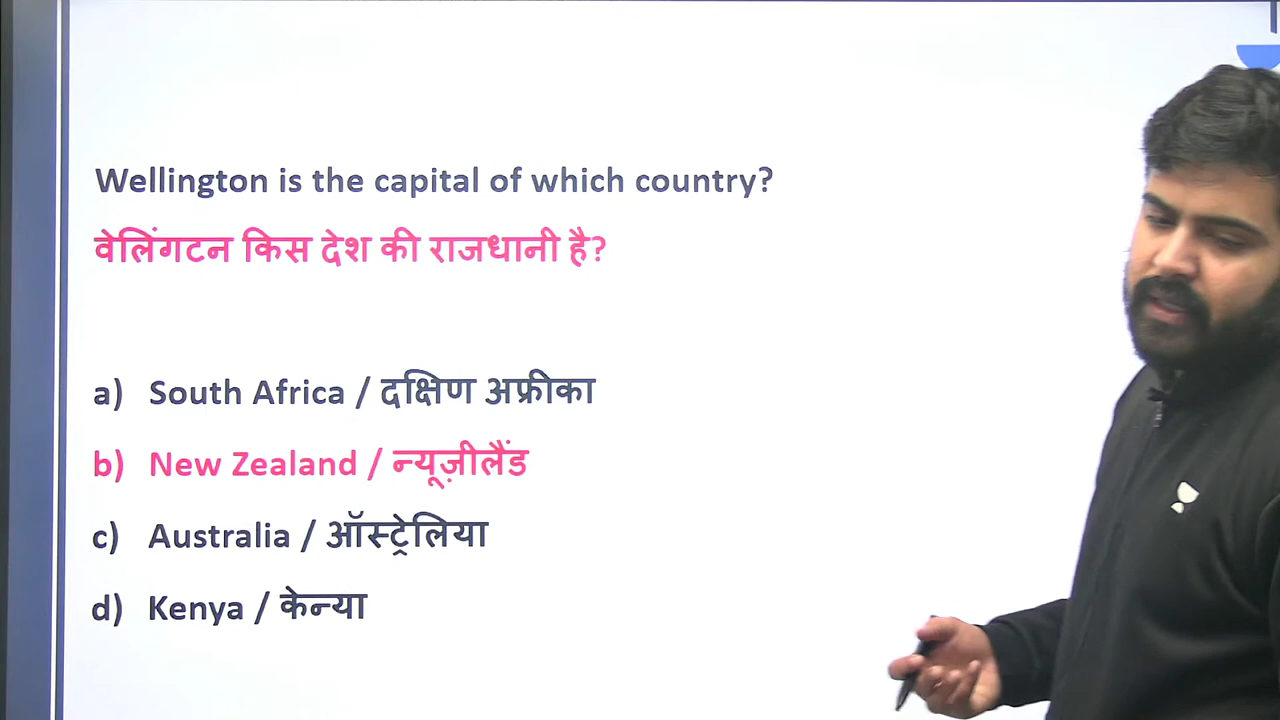 Wellington is the capital of which country?
वेलिंगटन किस देश की राजधानी है?
a) South Africa / दक्षिण अफ्रीका
b) New Zealand / न्यूज़ीलैंड
c) Australia / ऑस्ट्रेलिया
d) Kenya / केन्या